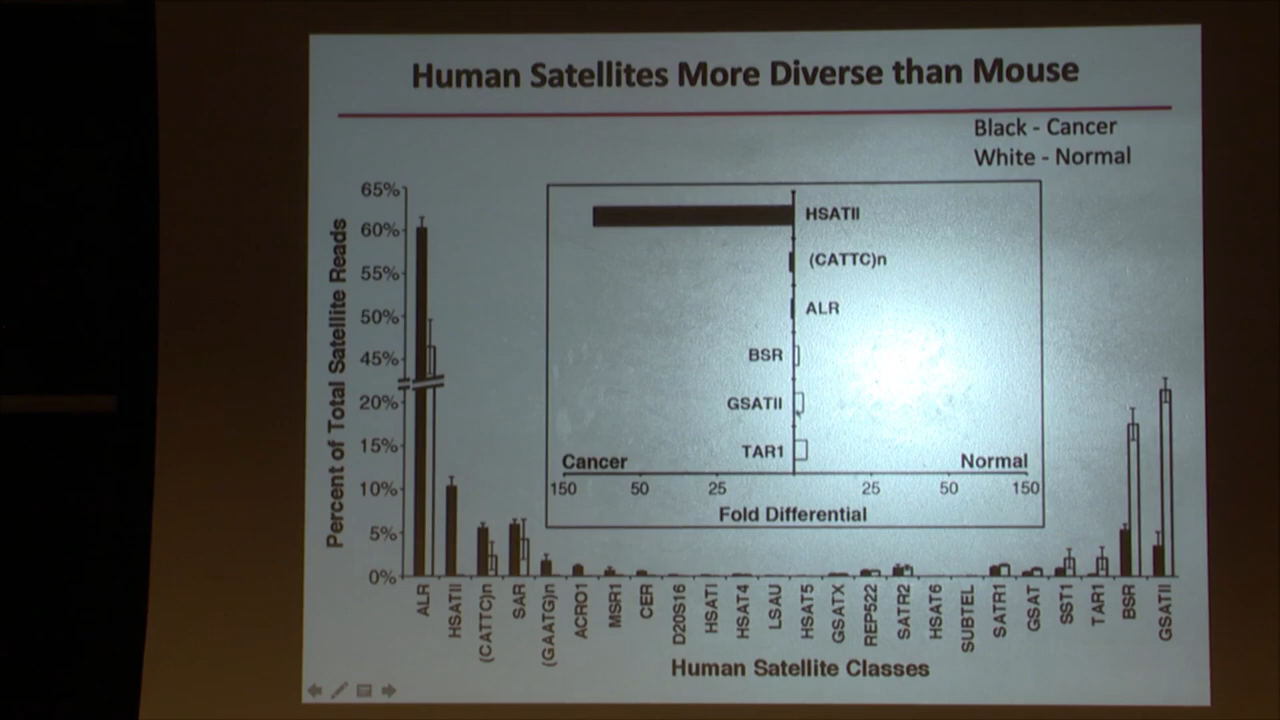 Human Satellites More Diverse than Mouse
Black - Cancer
White - Normal
Percent of Total Satellite Reads
65%
60%
55%
50%
45%
20%
15%
10%
5%
0%
HSATII
(CATTC)n
ALR
BSR
GSATII
TAR1
Cancer
Normal
150
50
25
25
50
150
Fold Differential
ALR
HSATII
(CATTC)n
SAR
(GAATG)n
ACRO1
MSR1
CER
D20S16
HSATI
HSAT4
LSAU
HSAT5
GSATX
REP522
SATR2
HSAT6
SUBTEL
SATR1
GSAT
SST1
TAR1
BSR
GSATII
Human Satellite Classes